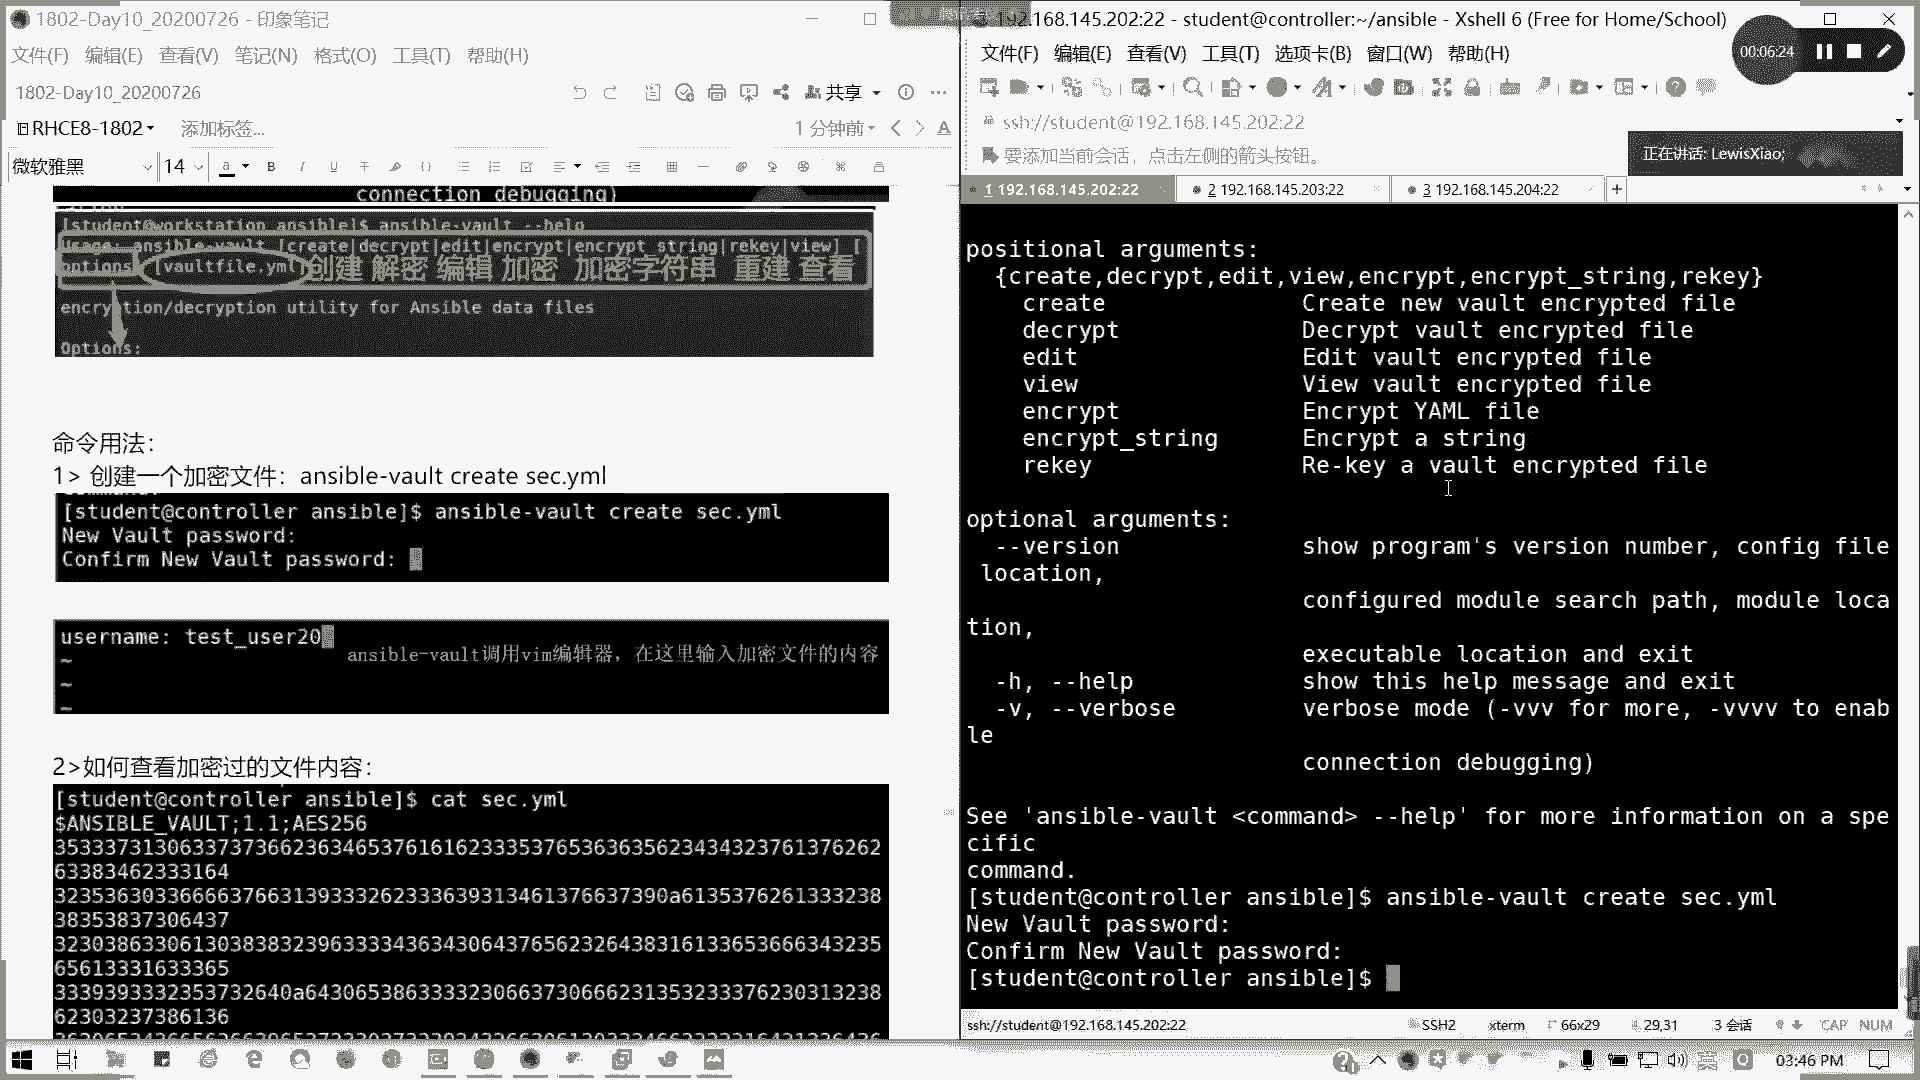 1802-Day10_20200726 - 印象笔记
文件(F) 编辑(E) 查看(V) 笔记(N) 格式(O) 工具(T) 帮助(H)
1802-Day10_20200726
共享
RHCE8-1802
添加标签...
1 分钟前
微软雅黑
14
connection debugging)
[student@workstation ansible]$ ansible-vault --help
Usage: ansible-vault [create|decrypt|edit|encrypt|encrypt_string|rekey|view] [
options] [vaultfile.yml]
创建 解密 编辑 加密 加密字符串 重建 查看
encryption/decryption utility for Ansible data files
Options:
命令用法：
1> 创建一个加密文件：ansible-vault create sec.yml
[student@controller ansible]$ ansible-vault create sec.yml
New Vault password:
Confirm New Vault password:
username: test_user20
ansible-vault调用vim编辑器，在这里输入加密文件的内容
~
~
~
2>如何查看加密过的文件内容：
[student@controller ansible]$ cat sec.yml
$ANSIBLE_VAULT;1.1;AES256
63383462333164
38353837306437
65613331633365
62303237386136
192.168.145.202:22 - student@controller:~/ansible - Xshell 6 (Free for Home/School)
文件(F) 编辑(E) 查看(V) 工具(T) 选项卡(B) 窗口(W) 帮助(H)
00:06:24
ssh://student@192.168.145.202:22
要添加当前会话，点击左侧的箭头按钮。
正在讲话: LewisXiao;
1 192.168.145.202:22
2 192.168.145.203:22
3 192.168.145.204:22
positional arguments:
{create,decrypt,edit,view,encrypt,encrypt_string,rekey}
create Create new vault encrypted file
decrypt Decrypt vault encrypted file
edit Edit vault encrypted file
view View vault encrypted file
encrypt Encrypt YAML file
encrypt_string Encrypt a string
rekey Re-key a vault encrypted file
optional arguments:
--version show program's version number, config file
location,
configured module search path, module loca
tion,
executable location and exit
-h, --help show this help message and exit
-v, --verbose verbose mode (-vvv for more, -vvvv to enab
le
connection debugging)
See 'ansible-vault <command> --help' for more information on a spe
cific
command.
[student@controller ansible]$ ansible-vault create sec.yml
New Vault password:
Confirm New Vault password:
[student@controller ansible]$
ssh://student@192.168.145.202:22
SSH2
xterm
66x29
29,31
3 会话
CAP NUM
英
03:46 PM